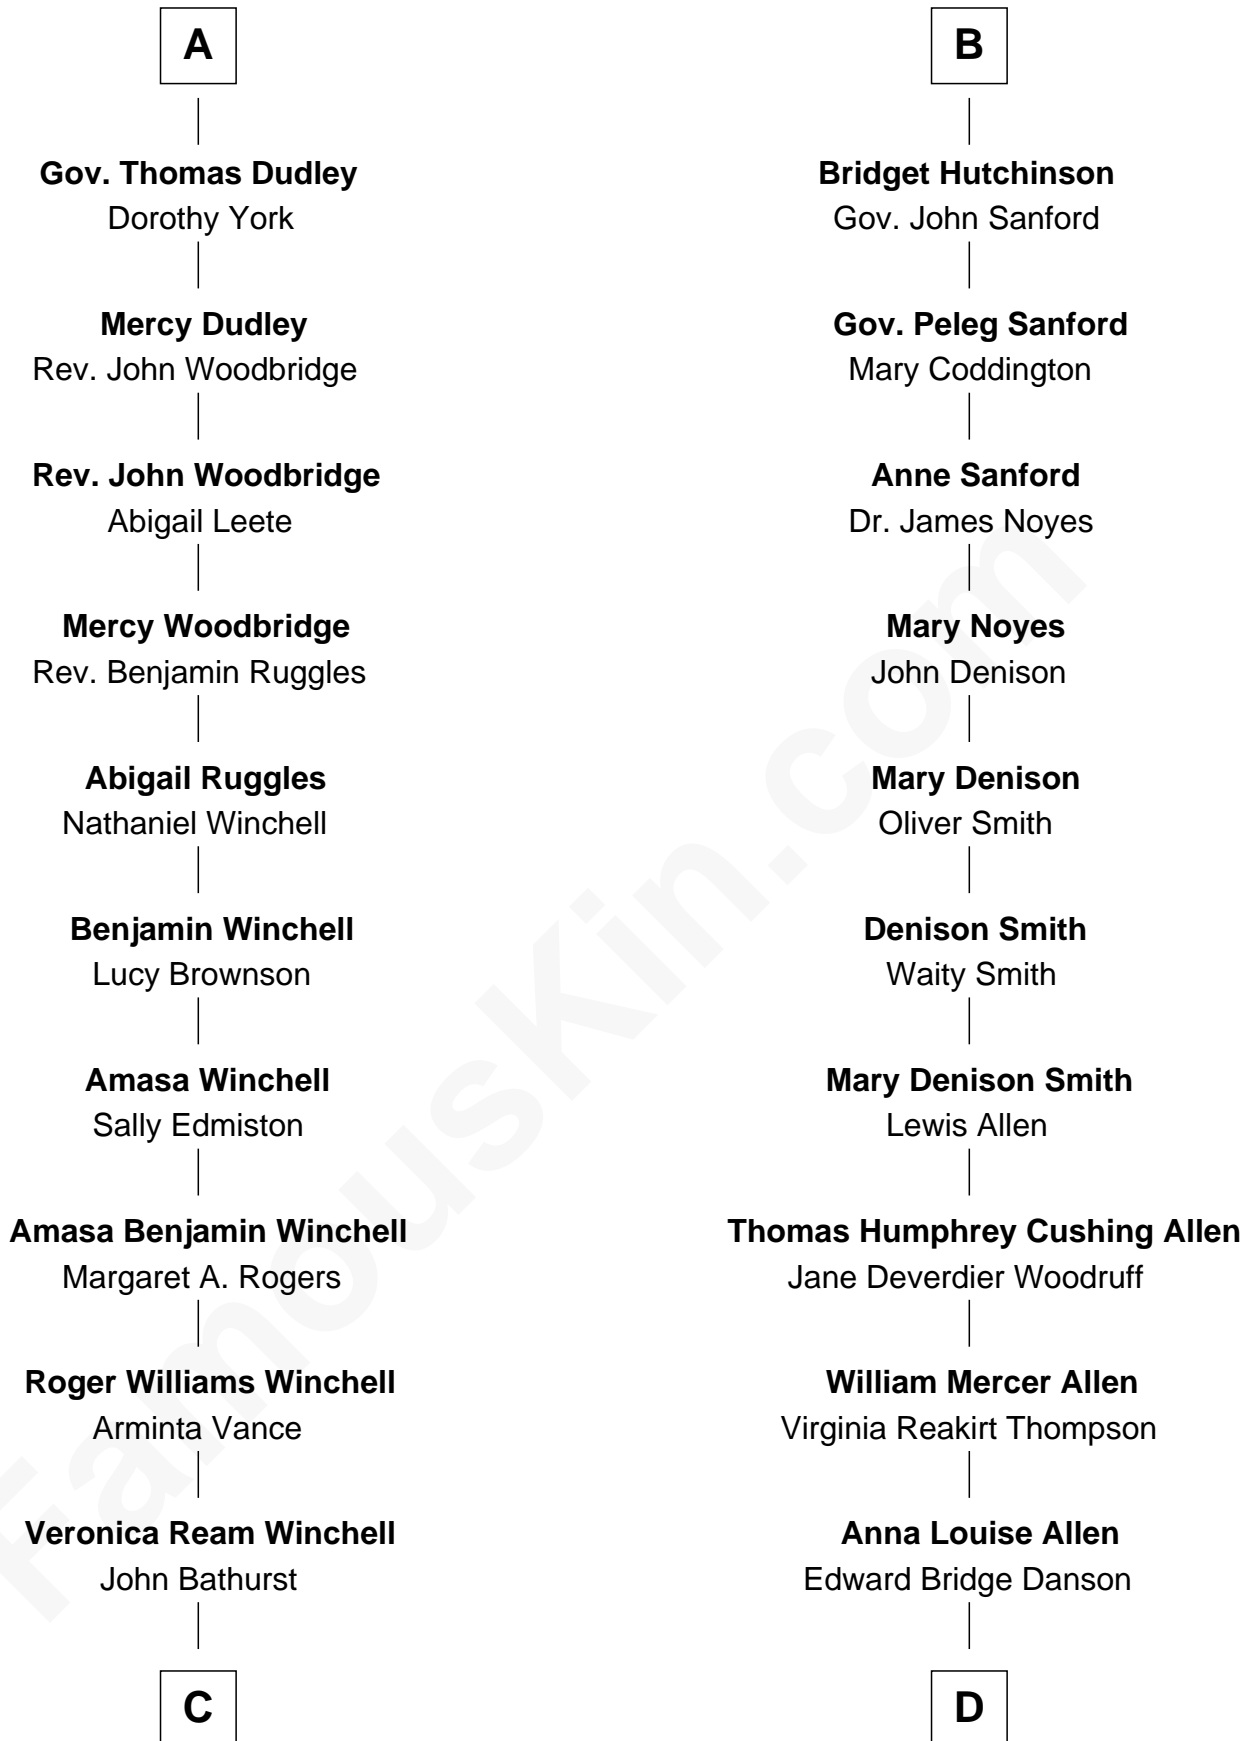 A
Gov. Thomas Dudley
Dorothy York
Mercy Dudley
Rev. John Woodbridge
Rev. John Woodbridge
Abigail Leete
Mercy Woodbridge
Rev. Benjamin Ruggles
Abigail Ruggles
Nathaniel Winchell
Benjamin Winchell
Lucy Brownson
Amasa Winchell
Sally Edmiston
Amasa Benjamin Winchell
Margaret A. Rogers
Roger Williams Winchell
Arminta Vance
Veronica Ream Winchell
John Bathurst
C
B
Bridget Hutchinson
Gov. John Sanford
Gov. Peleg Sanford
Mary Coddington
Anne Sanford
Dr. James Noyes
Mary Noyes
John Denison
Mary Denison
Oliver Smith
Denison Smith
Waity Smith
Mary Denison Smith
Lewis Allen
Thomas Humphrey Cushing Allen
Jane Deverdier Woodruff
William Mercer Allen
Virginia Reakirt Thompson
Anna Louise Allen
Edward Bridge Danson
D
FamousKin.com